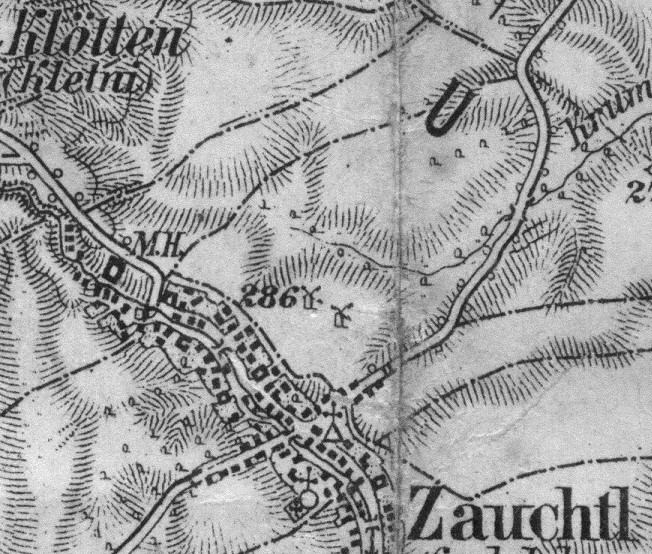 Klötten
(Kletni)
M.H.
286
Zauchtl